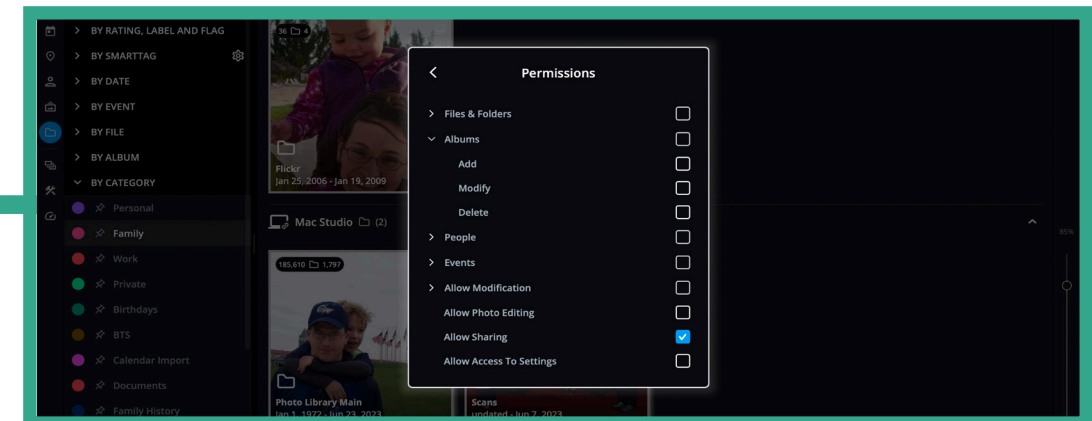 BY RATING, LABEL AND FLAG
BY SMARTTAG
BY DATE
BY EVENT
BY FILE
BY ALBUM
BY CATEGORY
Personal
Family
Work
Private
Birthdays
BTS
Calendar Import
Documents
Family History
36 4
Flickr
Jan 25, 2006 - Jan 19, 2009
Mac Studio (2)
185,610 1,797
Photo Library Main
Jan 1, 1972 - Jun 23, 2023
Scans
updated - Jun 7, 2023
Permissions
Files & Folders
Albums
Add
Modify
Delete
People
Events
Allow Modification
Allow Photo Editing
Allow Sharing
Allow Access To Settings
85%